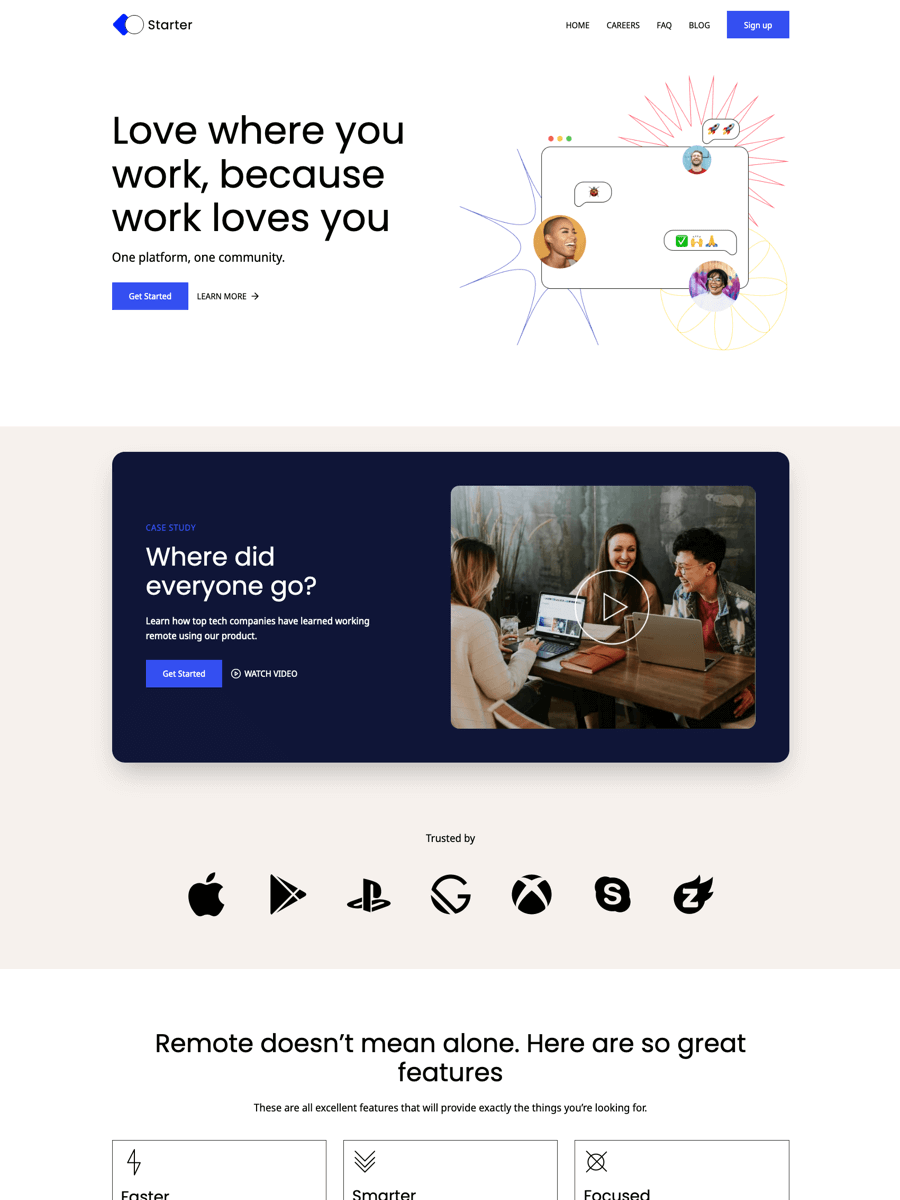 Starter
HOME
CAREERS
FAQ
BLOG
Sign up
Love where you
work, because
work loves you
One platform, one community.
Get Started
LEARN MORE
CASE STUDY
Where did
everyone go?
Learn how top tech companies have learned working
remote using our product.
Get Started
WATCH VIDEO
Trusted by
Remote doesn’t mean alone. Here are so great
features
These are all excellent features that will provide exactly the things you’re looking for.
Faster
Smarter
Focused